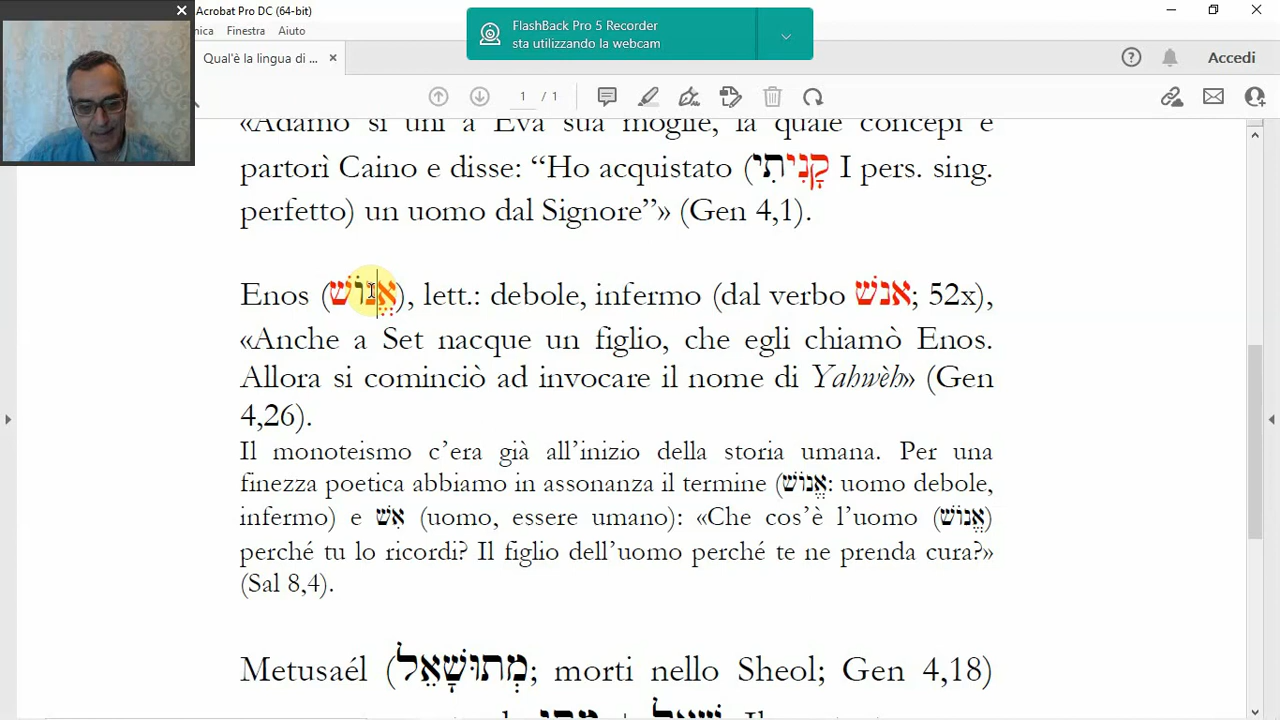 Acrobat Pro DC (64-bit)
FlashBack Pro 5 Recorder
sta utilizzando la webcam
nica Finestra Aiuto
Qual'è la lingua di ...
Accedi
1 / 1
«Adamo si unì a Eva sua moglie, la quale concepì e
partorì Caino e disse: “Ho acquistato (קָנִיתִי I pers. sing.
perfetto) un uomo dal Signore”» (Gen 4,1).
Enos (אֱנוֹשׁ), lett.: debole, infermo (dal verbo אנשׁ; 52x),
«Anche a Set nacque un figlio, che egli chiamò Enos.
Allora si cominciò ad invocare il nome di Yahwèh» (Gen
4,26).
Il monoteismo c’era già all’inizio della storia umana. Per una
finezza poetica abbiamo in assonanza il termine (אֱנוֹשׁ: uomo debole,
infermo) e אִשׁ (uomo, essere umano): «Che cos’è l’uomo (אֱנוֹשׁ)
perché tu lo ricordi? Il figlio dell’uomo perché te ne prenda cura?»
(Sal 8,4).
Metusaél (מְתוּשָׁאֵל; morti nello Sheol; Gen 4,18)